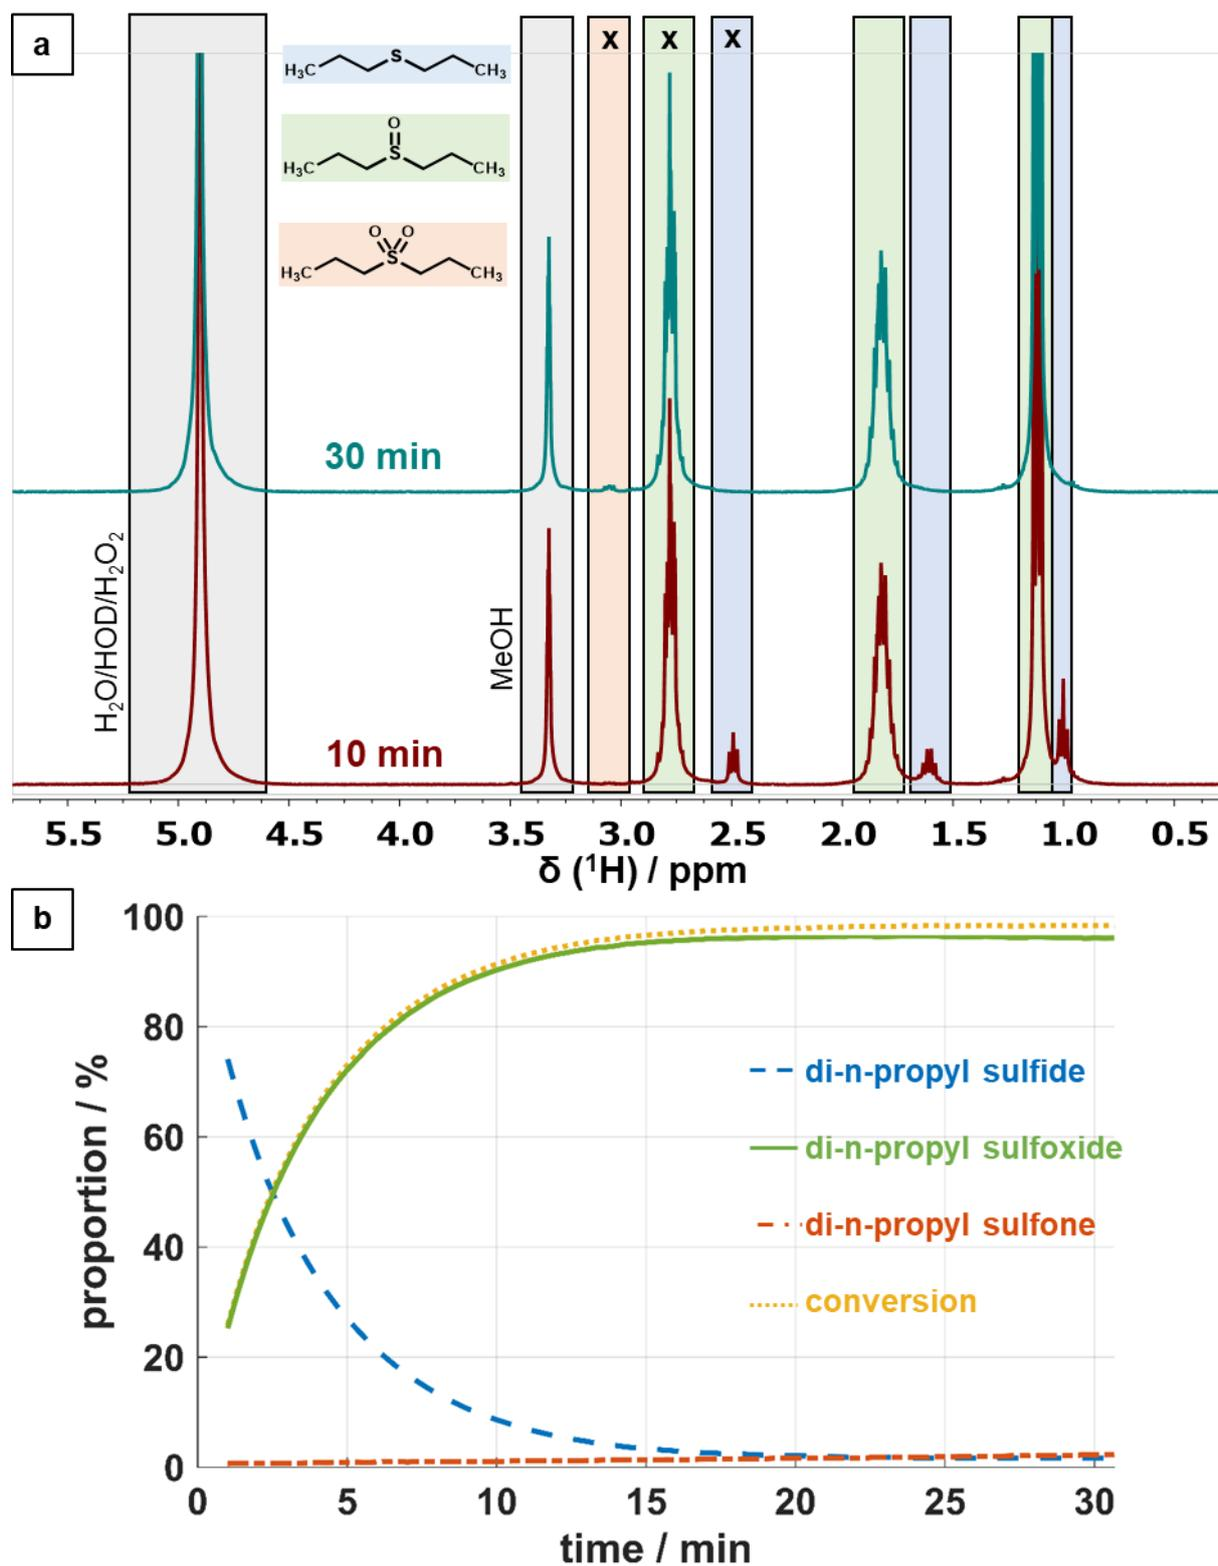 a
x x x
S
H₃C CH₃
O
S
H₃C CH₃
O O
S
H₃C CH₃
30 min
H₂O/HOD/H₂O₂
MeOH
10 min
5.5 5.0 4.5 4.0 3.5 3.0 2.5 2.0 1.5 1.0 0.5
δ (¹H) / ppm
b
100
80
60
40
20
0
proportion / %
di-n-propyl sulfide
di-n-propyl sulfoxide
di-n-propyl sulfone
conversion
0 5 10 15 20 25 30
time / min